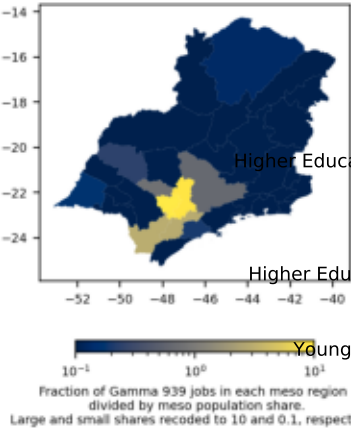 −14
−16
−18
−20
Higher Educa
−22
−24
Higher Edu
−52 −50 −48 −46 −44 −42 −40
Young
10−1 100 101
Fraction of Gamma 939 jobs in each meso region
divided by meso population share.
Large and small shares recoded to 10 and 0.1, respect